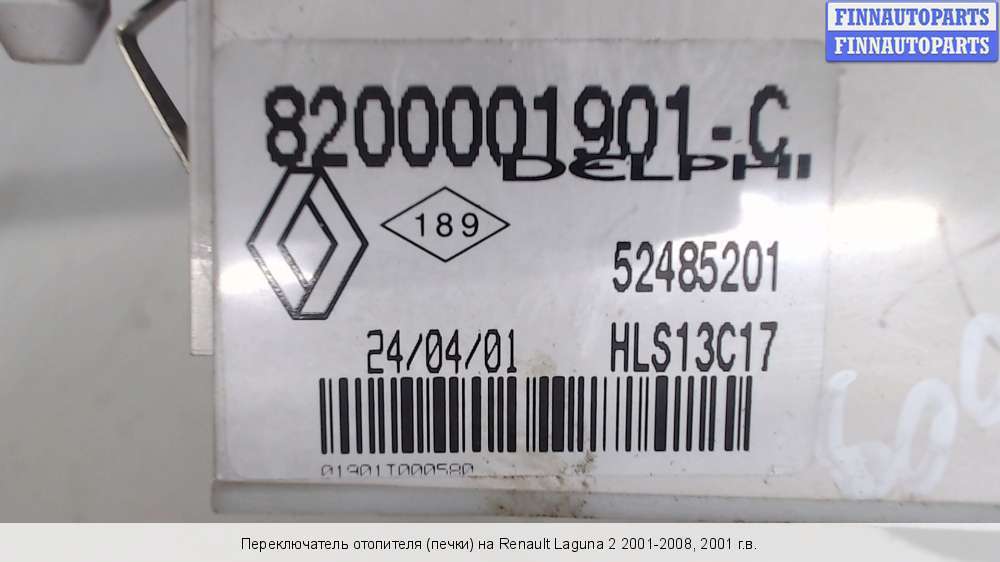 FINNAUTOPARTS
FINNAUTOPARTS
8200001901-C
DELPHI
189
52485201
24/04/01
HLS13C17
01901T000580
Переключатель отопителя (печки) на Renault Laguna 2 2001-2008, 2001 г.в.